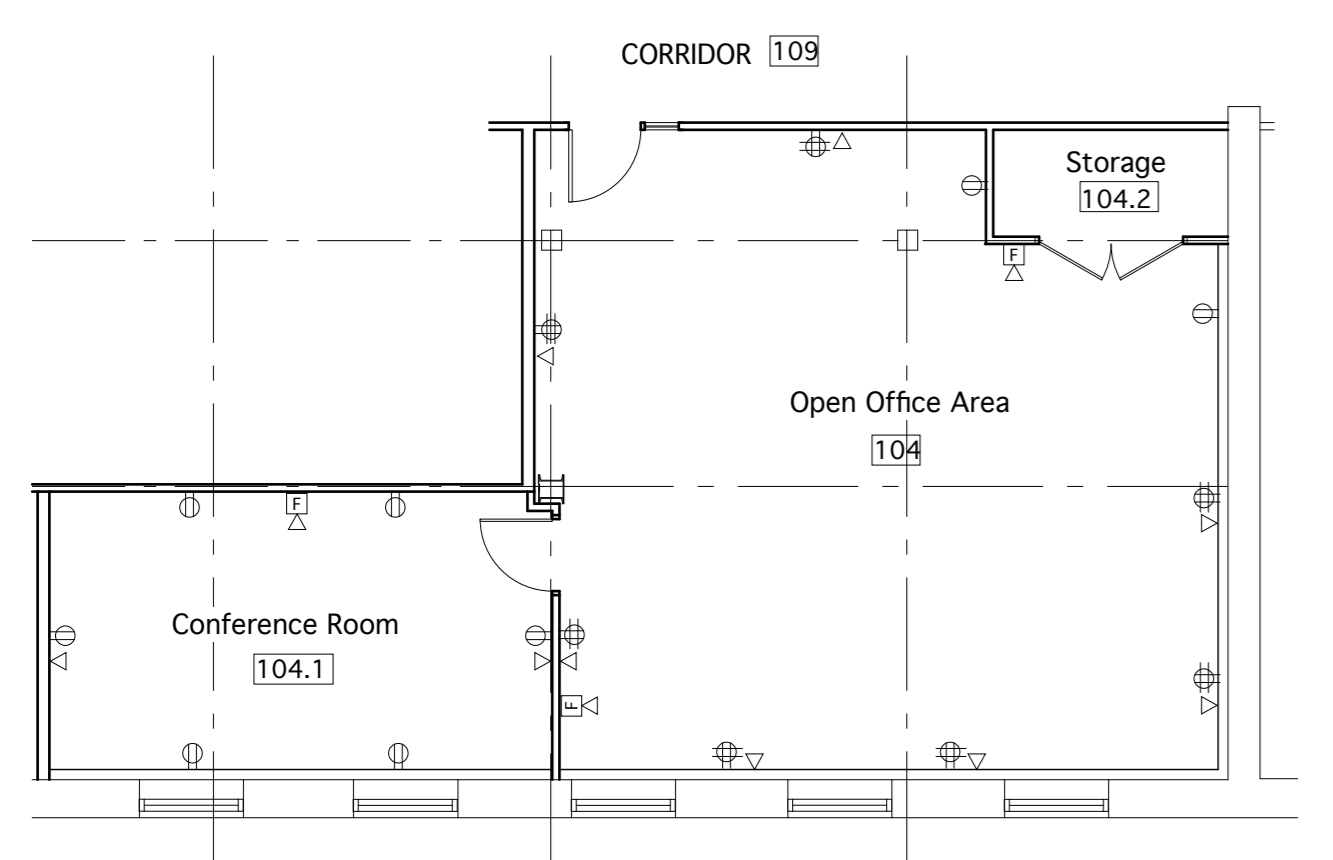 CORRIDOR 109
Storage
104.2
F
Open Office Area
104
F
Conference Room
104.1
F